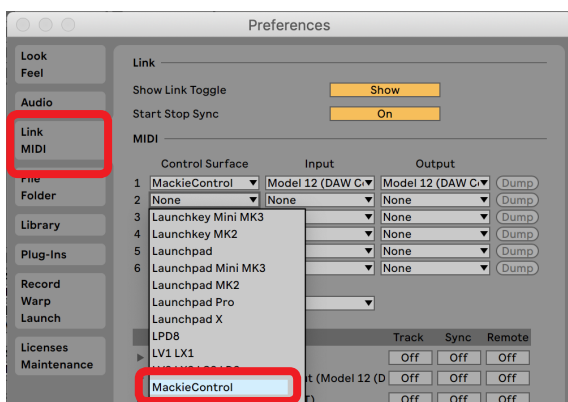 Preferences
Look
Feel
Audio
Link
MIDI
File
Folder
Library
Plug-Ins
Record
Warp
Launch
Licenses
Maintenance
Link
Show Link Toggle Show
Start Stop Sync On
MIDI
Control Surface Input Output
1 MackieControl Model 12 (DAW Co Model 12 (DAW Co Dump
2 None None None Dump
3 None Dump
4 None Dump
5 None Dump
6 None Dump
Launchkey Mini MK3
Launchkey MK2
Launchpad
Launchpad Mini MK3
Launchpad MK2
Launchpad Pro
Launchpad X
LPD8
LV1 LX1
MackieControl
Track Sync Remote
Off Off Off
t (Model 12 (D Off Off Off
Off Off Off